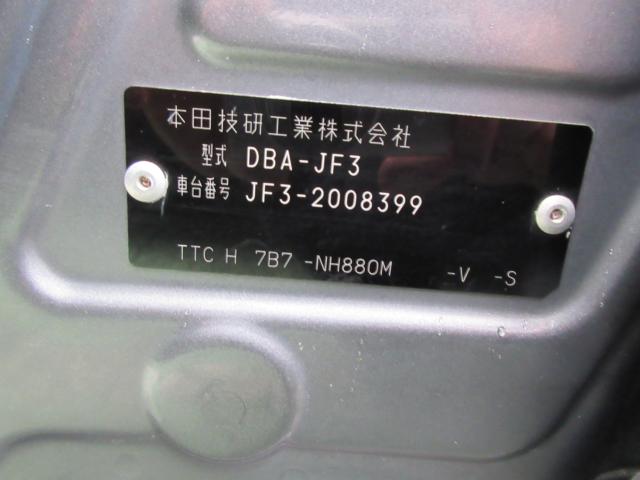 本田技研工業株式会社
型式 DBA-JF3
車台番号 JF3-2008399
TTC H 7B7 -NH880M -V -S